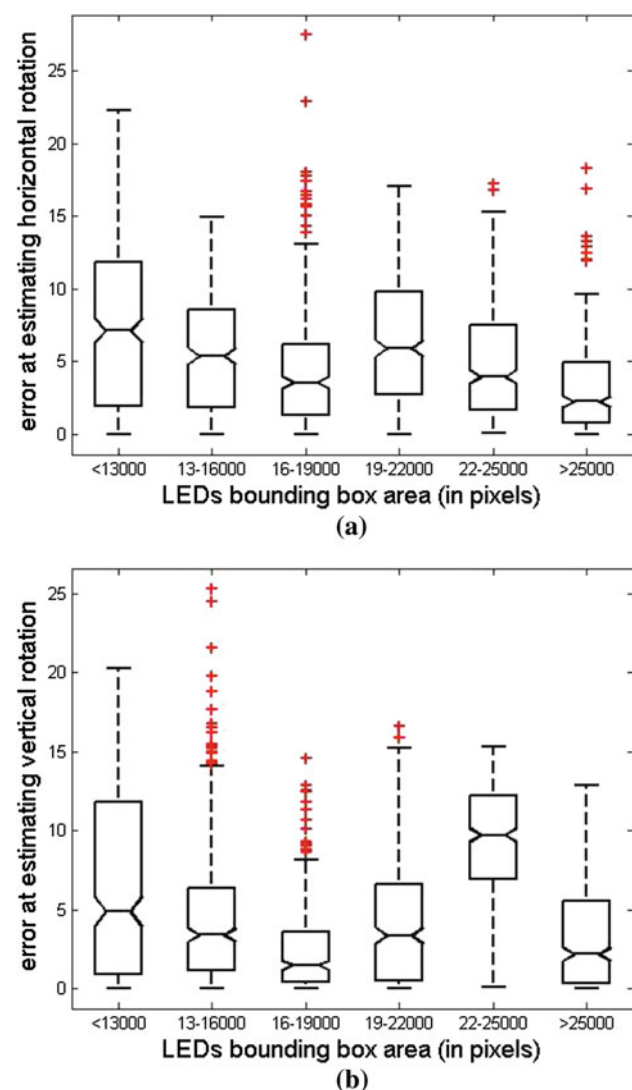 error at estimating horizontal rotation
25
20
15
10
5
0
<13000 13-16000 16-19000 19-22000 22-25000 >25000
LEDs bounding box area (in pixels)
(a)
error at estimating vertical rotation
25
20
15
10
5
0
<13000 13-16000 16-19000 19-22000 22-25000 >25000
LEDs bounding box area (in pixels)
(b)